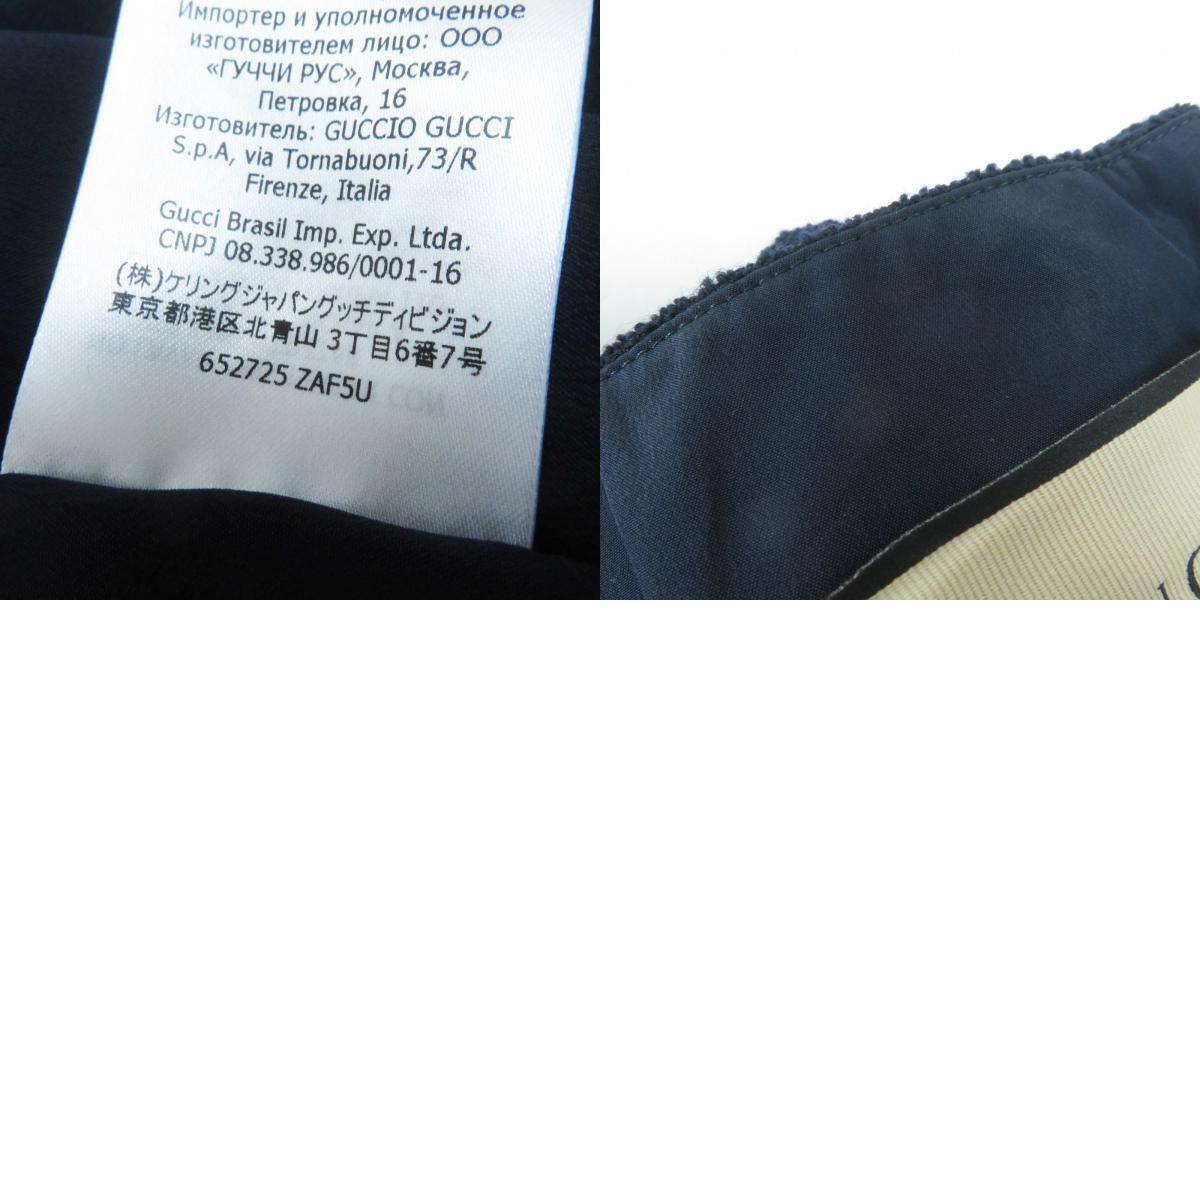 Импортер и уполномоченное
изготовителем лицо: ООО
«ГУЧЧИ РУС», Москва,
Петровка, 16
Изготовитель: GUCCIO GUCCI
S.p.A, via Tornabuoni,73/R
Firenze, Italia
Gucci Brasil Imp. Exp. Ltda.
CNPJ 08.338.986/0001-16
(株)ケリングジャパングッチディビジョン
東京都港区北青山 3丁目6番7号
652725 ZAF5U